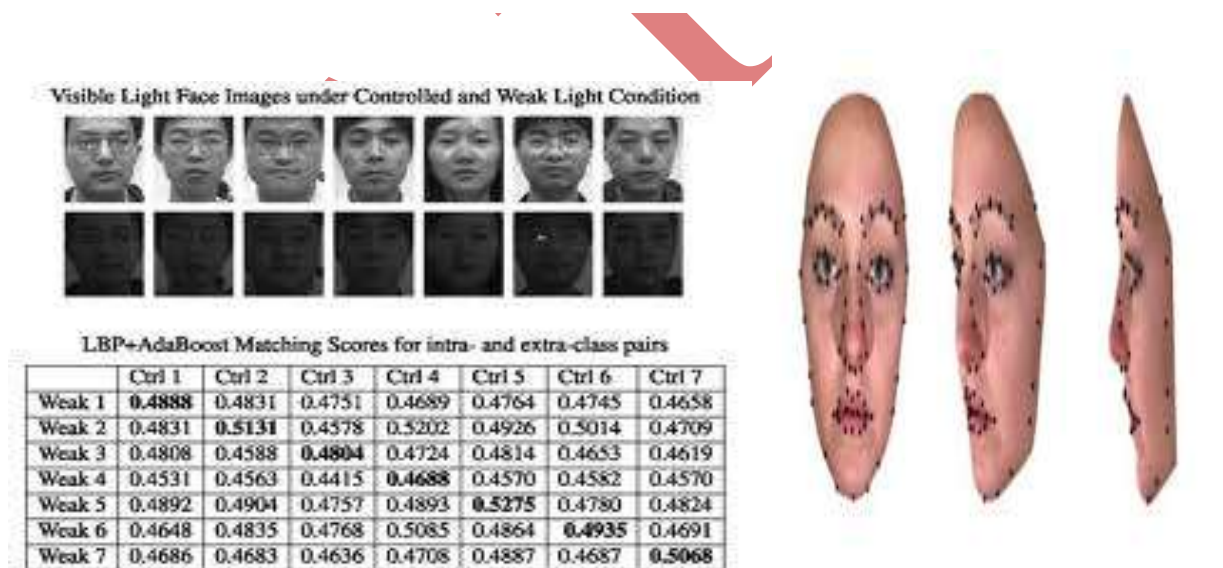 Visible Light Face Images under Controlled and Weak Light Condition
LBP+AdaBoost Matching Scores for intra- and extra-class pairs
Ctrl 1 Ctrl 2 Ctrl 3 Ctrl 4 Ctrl 5 Ctrl 6 Ctrl 7
Weak 1 0.4888 0.4831 0.4751 0.4689 0.4764 0.4745 0.4658
Weak 2 0.4831 0.5131 0.4578 0.5202 0.4926 0.5014 0.4709
Weak 3 0.4808 0.4588 0.4804 0.4724 0.4814 0.4653 0.4619
Weak 4 0.4531 0.4563 0.4415 0.4688 0.4570 0.4582 0.4570
Weak 5 0.4892 0.4904 0.4757 0.4893 0.5275 0.4780 0.4824
Weak 6 0.4648 0.4835 0.4768 0.5085 0.4864 0.4935 0.4691
Weak 7 0.4686 0.4683 0.4636 0.4708 0.4887 0.4687 0.5068